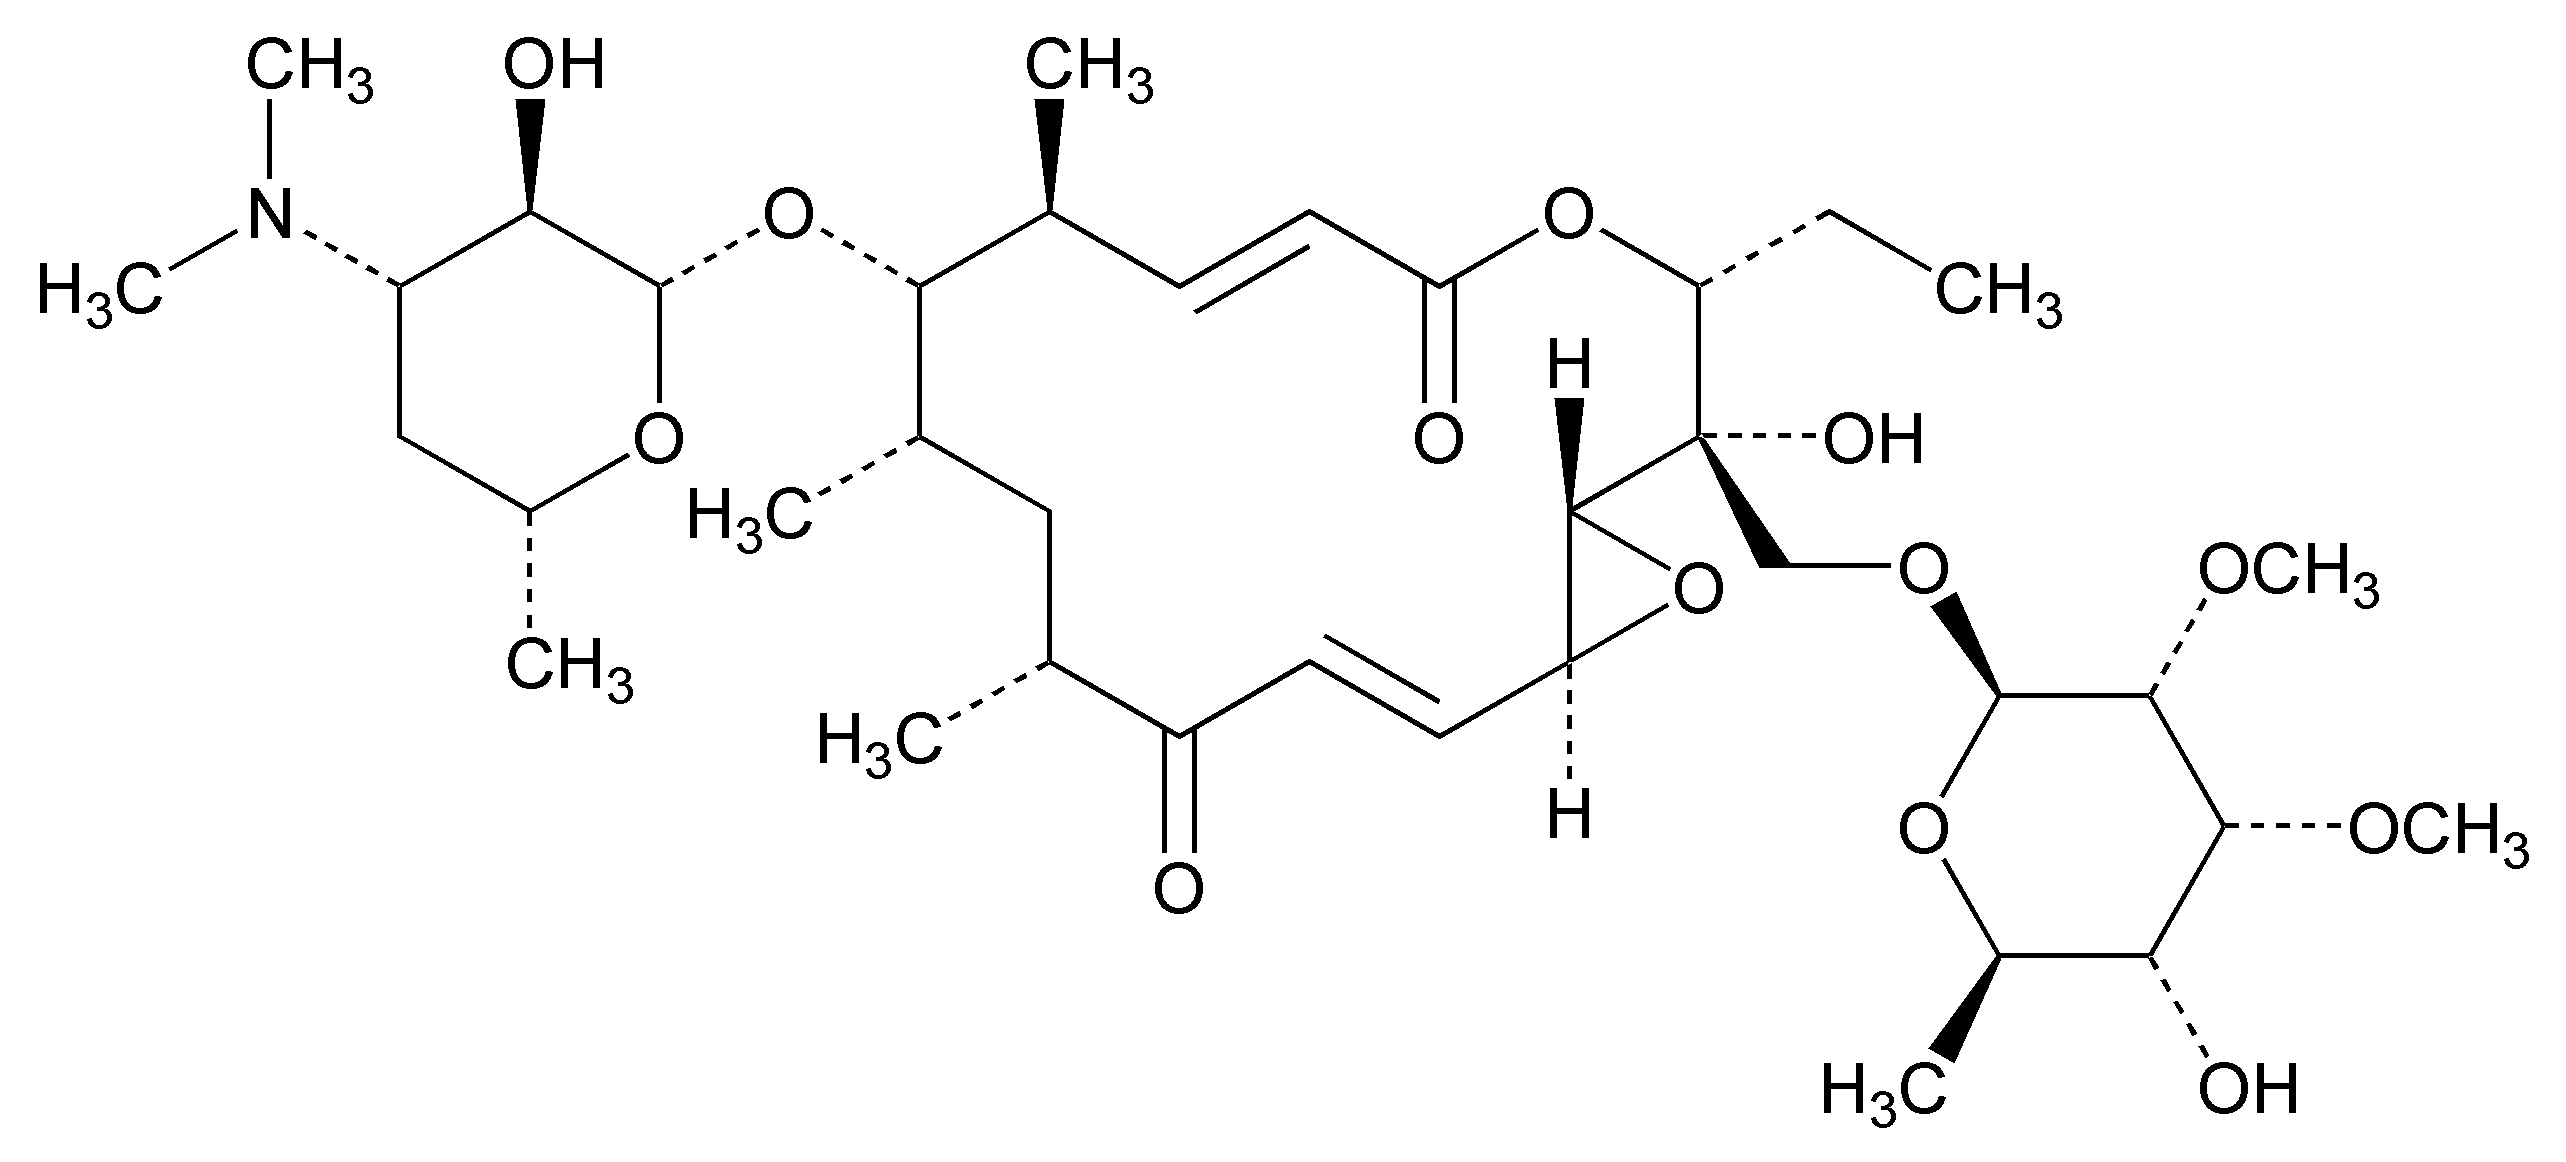 CH3 OH CH3
N O O
H3C CH3
H
O O OH
H3C
O O OCH3
CH3
H3C
H O OCH3
O
H3C OH